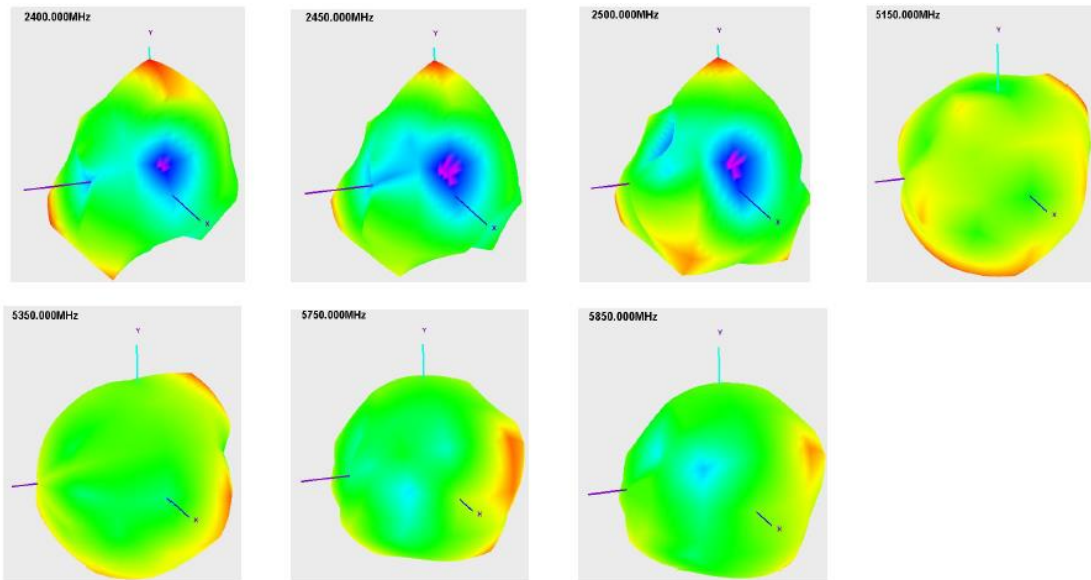 2400.000MHz
Y
X
2450.000MHz
Y
X
2500.000MHz
Y
X
5150.000MHz
Y
X
5350.000MHz
Y
X
5750.000MHz
Y
X
5850.000MHz
Y
X